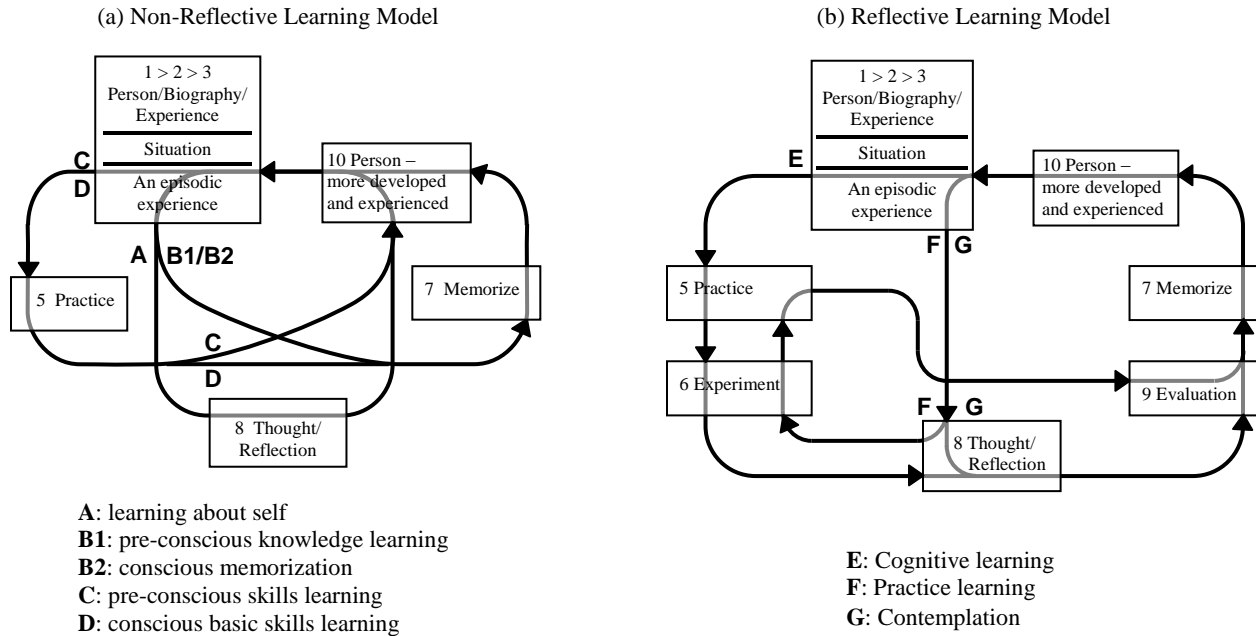 (a) Non-Reflective Learning Model
1 > 2 > 3
Person/Biography/
Experience
Situation
An episodic
experience
10 Person –
more developed
and experienced
C
D
A
B1/B2
5 Practice
7 Memorize
C
D
8 Thought/
Reflection
A: learning about self
B1: pre-conscious knowledge learning
B2: conscious memorization
C: pre-conscious skills learning
D: conscious basic skills learning
(b) Reflective Learning Model
1 > 2 > 3
Person/Biography/
Experience
Situation
An episodic
experience
10 Person –
more developed
and experienced
E
F
G
5 Practice
7 Memorize
6 Experiment
9 Evaluation
F
G
8 Thought/
Reflection
E: Cognitive learning
F: Practice learning
G: Contemplation